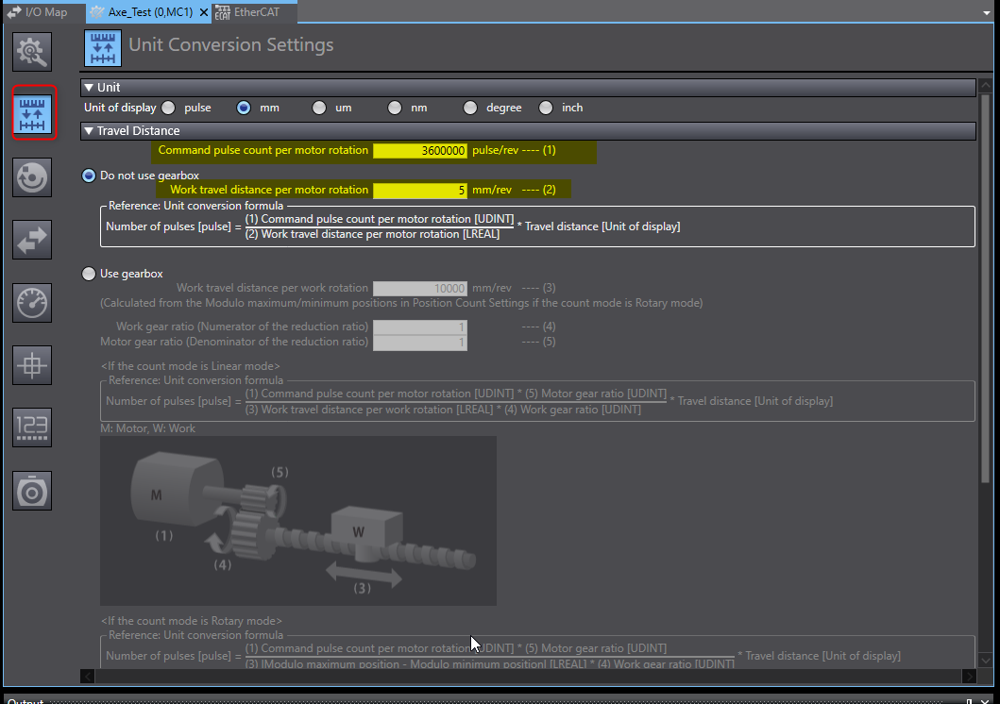 I/O Map Axe_Test (0,MC1) EtherCAT
Unit Conversion Settings
Unit
Unit of display pulse mm um nm degree inch
Travel Distance
Command pulse count per motor rotation 3600000 pulse/rev ---- (1)
Do not use gearbox
Work travel distance per motor rotation 5 mm/rev ---- (2)
Reference: Unit conversion formula
(1) Command pulse count per motor rotation [UDINT]
Number of pulses [pulse] = * Travel distance [Unit of display]
(2) Work travel distance per motor rotation [LREAL]
Use gearbox
Work travel distance per work rotation 10000 mm/rev ---- (3)
(Calculated from the Modulo maximum/minimum positions in Position Count Settings if the count mode is Rotary mode)
Work gear ratio (Numerator of the reduction ratio) 1 ---- (4)
Motor gear ratio (Denominator of the reduction ratio) 1 ---- (5)
<If the count mode is Linear mode>
Reference: Unit conversion formula
(1) Command pulse count per motor rotation [UDINT] * (5) Motor gear ratio [UDINT]
Number of pulses [pulse] = * Travel distance [Unit of display]
(3) Work travel distance per work rotation [LREAL] * (4) Work gear ratio [UDINT]
M: Motor, W: Work
(5)
M
W
(1)
(4)
(3)
<If the count mode is Rotary mode>
Reference: Unit conversion formula
(1) Command pulse count per motor rotation [UDINT] * (5) Motor gear ratio [UDINT]
Number of pulses [pulse] = * Travel distance [Unit of display]
(3) |Modulo maximum position - Modulo minimum position| [LREAL] * (4) Work gear ratio [UDINT]
Output